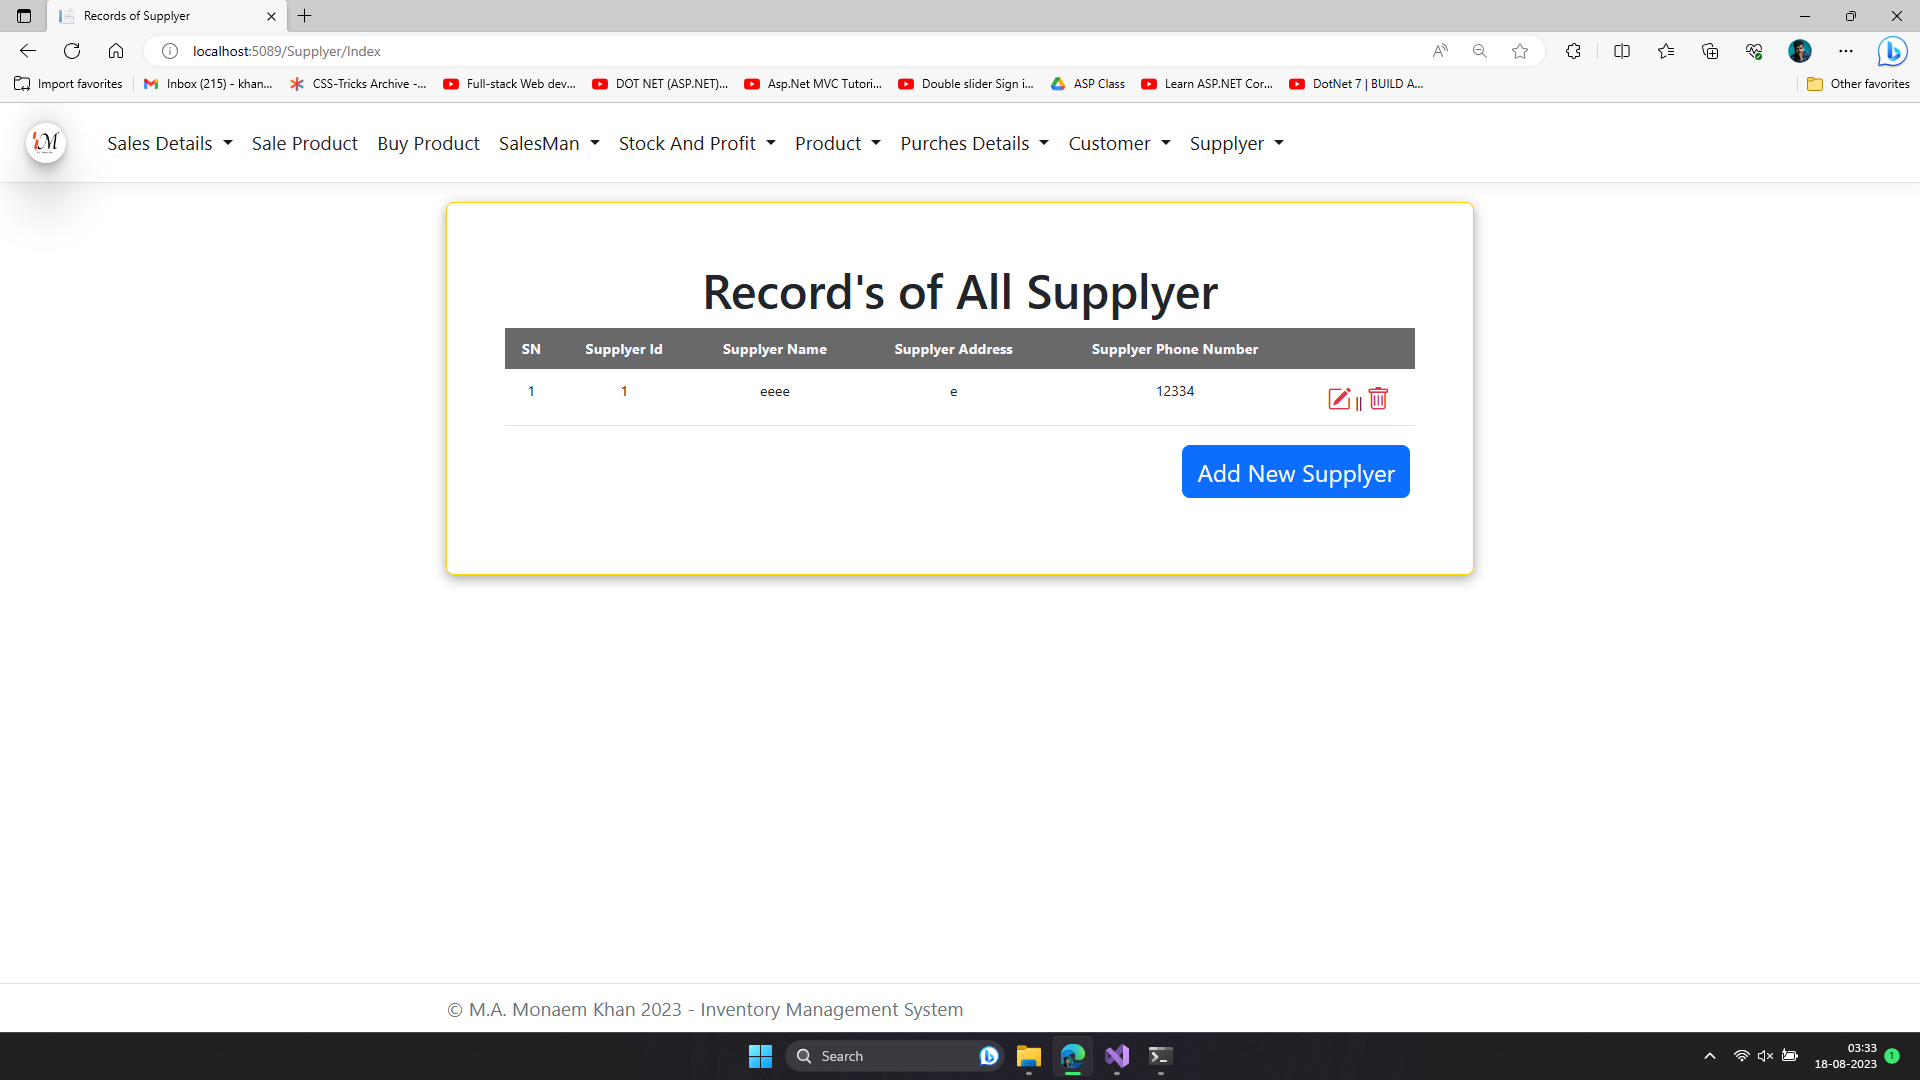 Records of Supplyer
localhost:5089/Supplyer/Index
Import favorites
Inbox (215) - khan...
CSS-Tricks Archive -...
Full-stack Web dev...
DOT NET (ASP.NET)...
Asp.Net MVC Tutori...
Double slider Sign i...
ASP Class
Learn ASP.NET Cor...
DotNet 7 | BUILD A...
Other favorites
Sales Details
Sale Product
Buy Product
SalesMan
Stock And Profit
Product
Purches Details
Customer
Supplyer
Record's of All Supplyer
SN Supplyer Id Supplyer Name Supplyer Address Supplyer Phone Number
1 1 eeee e 12334 ||
Add New Supplyer
© M.A. Monaem Khan 2023 - Inventory Management System
Search
03:33
18-08-2023
1